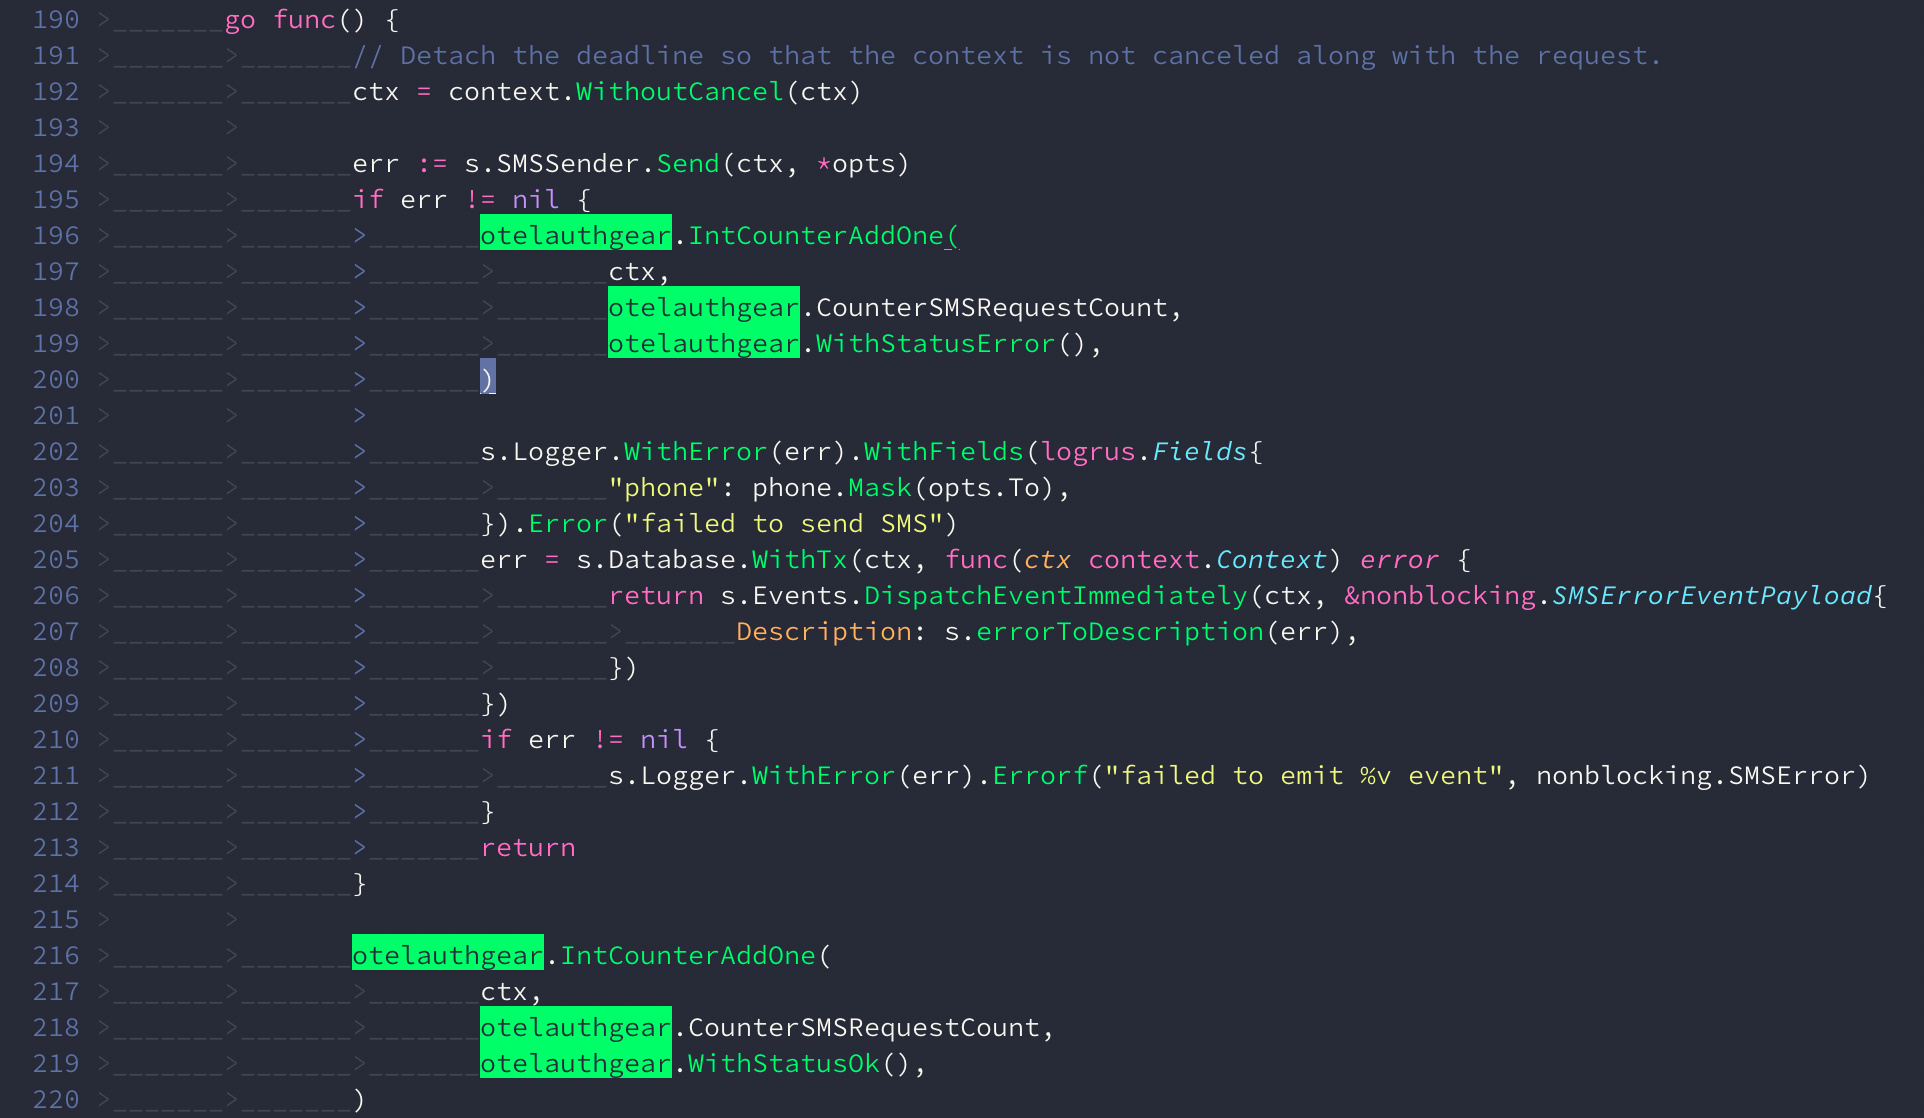 190 go func() {
191 // Detach the deadline so that the context is not canceled along with the request.
192 ctx = context.WithoutCancel(ctx)
193
194 err := s.SMSSender.Send(ctx, *opts)
195 if err != nil {
196 otelauthgear.IntCounterAddOne(
197 ctx,
198 otelauthgear.CounterSMSRequestCount,
199 otelauthgear.WithStatusError(),
200 )
201
202 s.Logger.WithError(err).WithFields(logrus.Fields{
203 "phone": phone.Mask(opts.To),
204 }).Error("failed to send SMS")
205 err = s.Database.WithTx(ctx, func(ctx context.Context) error {
206 return s.Events.DispatchEventImmediately(ctx, &nonblocking.SMSErrorEventPayload{
207 Description: s.errorToDescription(err),
208 })
209 })
210 if err != nil {
211 s.Logger.WithError(err).Errorf("failed to emit %v event", nonblocking.SMSError)
212 }
213 return
214 }
215
216 otelauthgear.IntCounterAddOne(
217 ctx,
218 otelauthgear.CounterSMSRequestCount,
219 otelauthgear.WithStatusOk(),
220 )